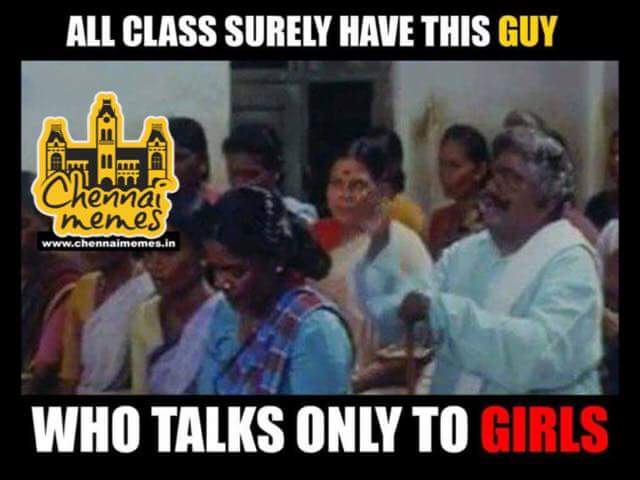 ALL CLASS SURELY HAVE THIS GUY
Chennai
memes
www.chennaimemes.in
WHO TALKS ONLY TO GIRLS